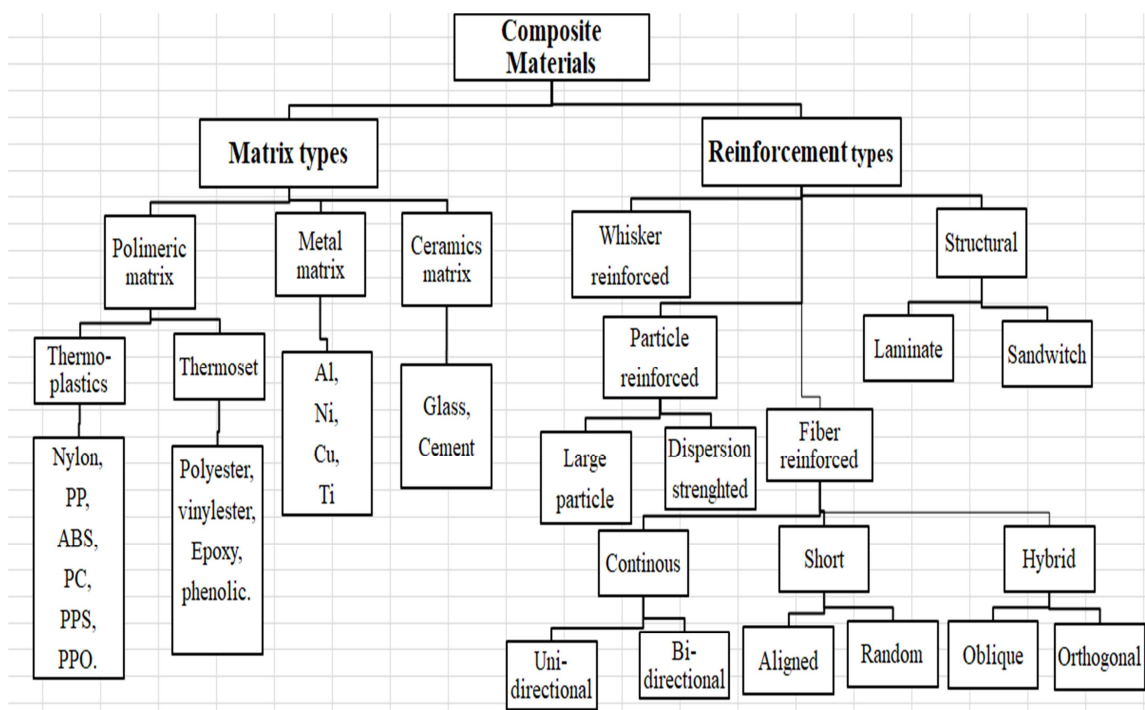 Composite
Materials
Matrix types
Reinforcement types
Polimeric
matrix
Metal
matrix
Ceramics
matrix
Whisker
reinforced
Structural
Thermo-
plastics
Thermoset
Al,
Ni,
Cu,
Ti
Glass,
Cement
Particle
reinforced
Laminate
Sandwitch
Nylon,
PP,
ABS,
PC,
PPS,
PPO.
Polyester,
vinylester,
Epoxy,
phenolic.
Large
particle
Dispersion
strenghted
Fiber
reinforced
Continous
Short
Hybrid
Uni-
directional
Bi-
directional
Aligned
Random
Oblique
Orthogonal